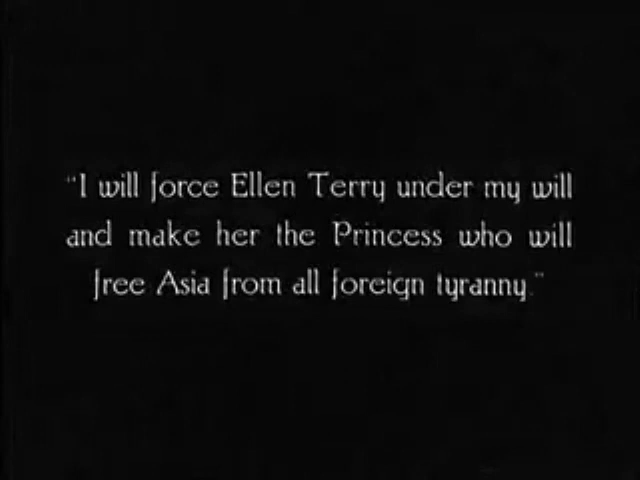 "I will force Ellen Terry under my will
and make her the Princess who will
free Asia from all foreign tyranny."